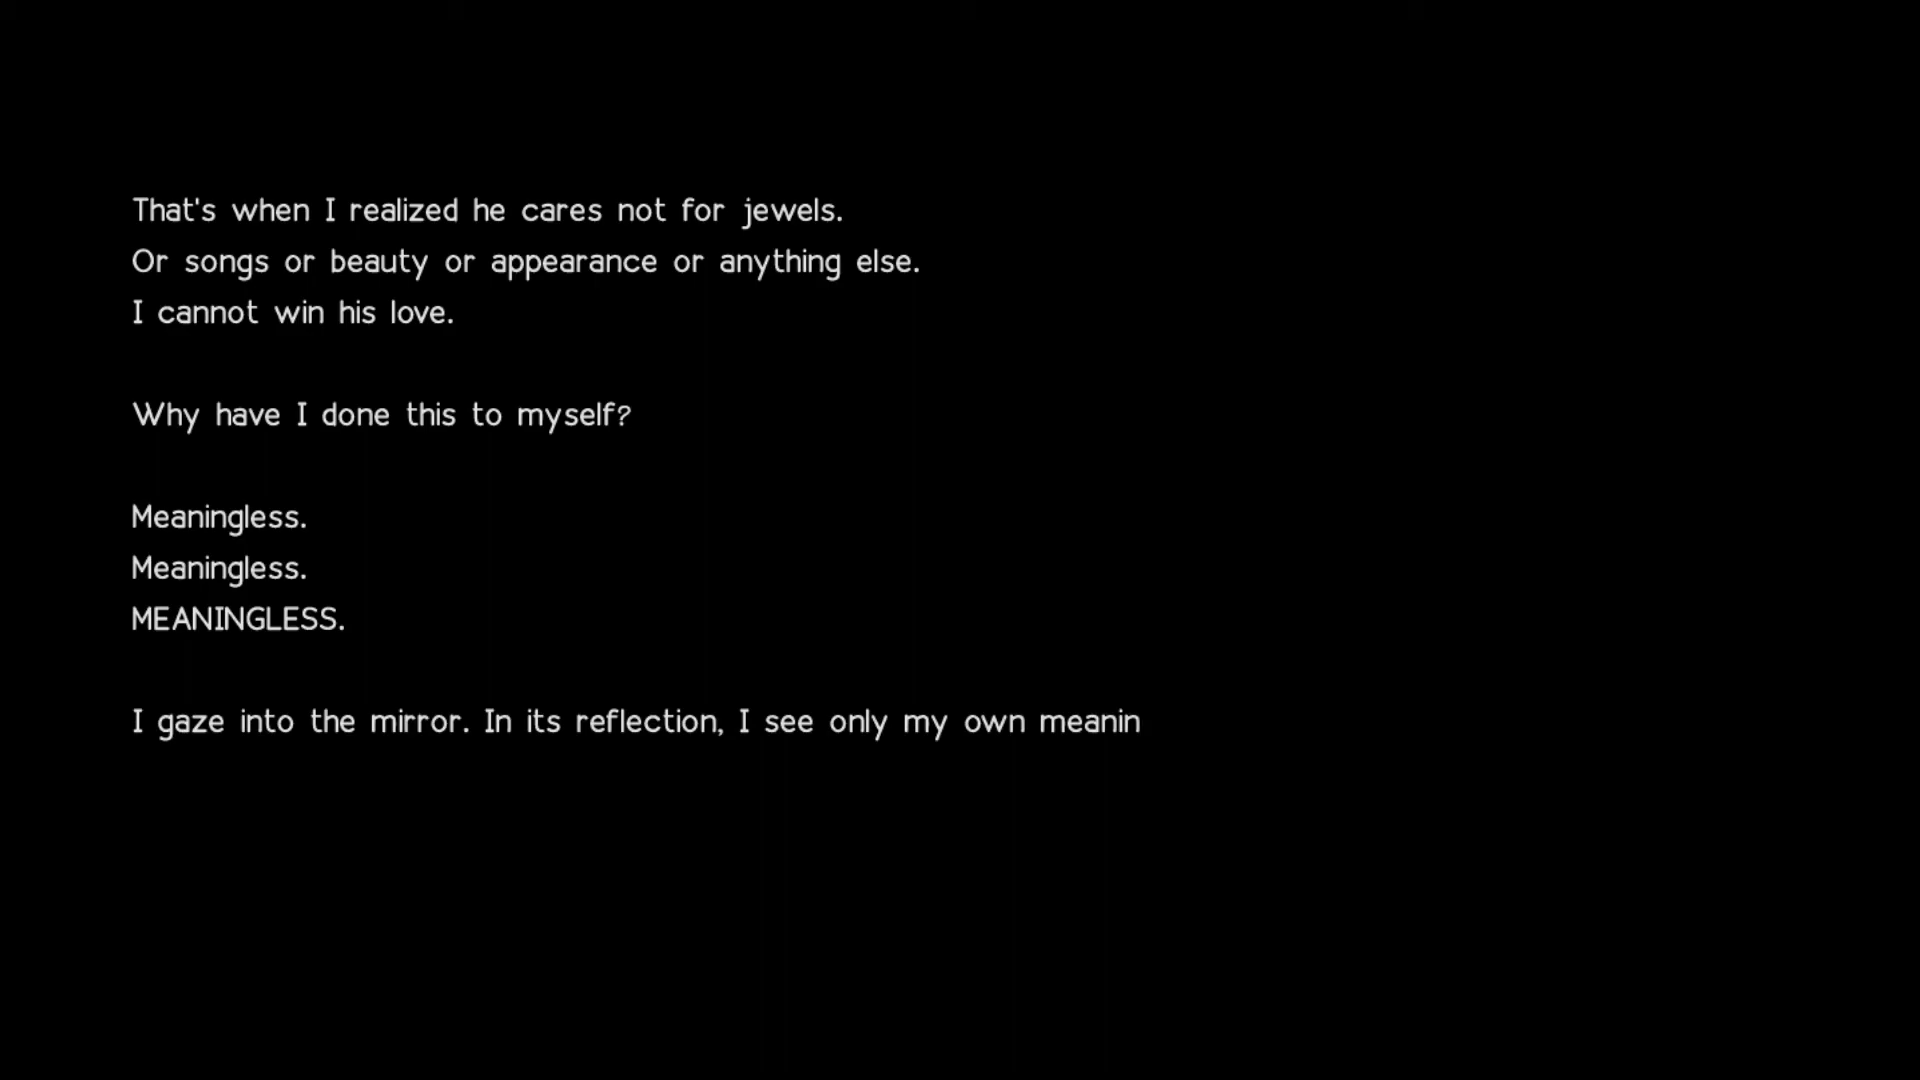 That's when I realized he cares not for jewels.
Or songs or beauty or appearance or anything else.
I cannot win his love.
Why have I done this to myself?
Meaningless.
Meaningless.
MEANINGLESS.
I gaze into the mirror. In its reflection, I see only my own meanin